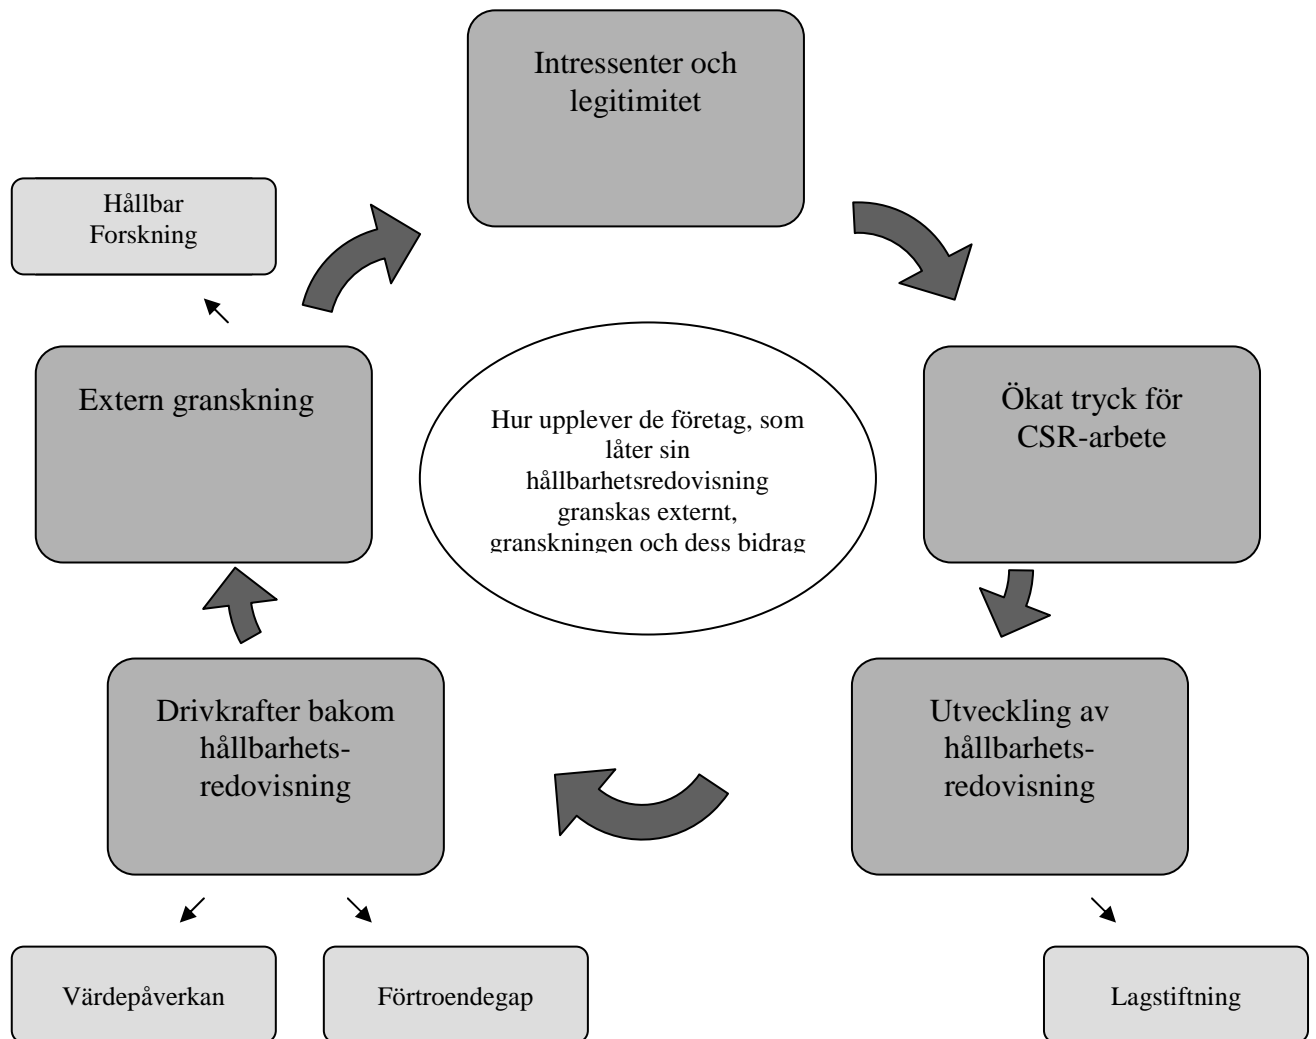 Intressenter och
legitimitet
Hållbar
Forskning
Extern granskning
Hur upplever de företag, som
låter sin
hållbarhetsredovisning
granskas externt,
granskningen och dess bidrag
Ökat tryck för
CSR-arbete
Drivkrafter bakom
hållbarhets-
redovisning
Utveckling av
hållbarhets-
redovisning
Värdepåverkan
Förtroendegap
Lagstiftning